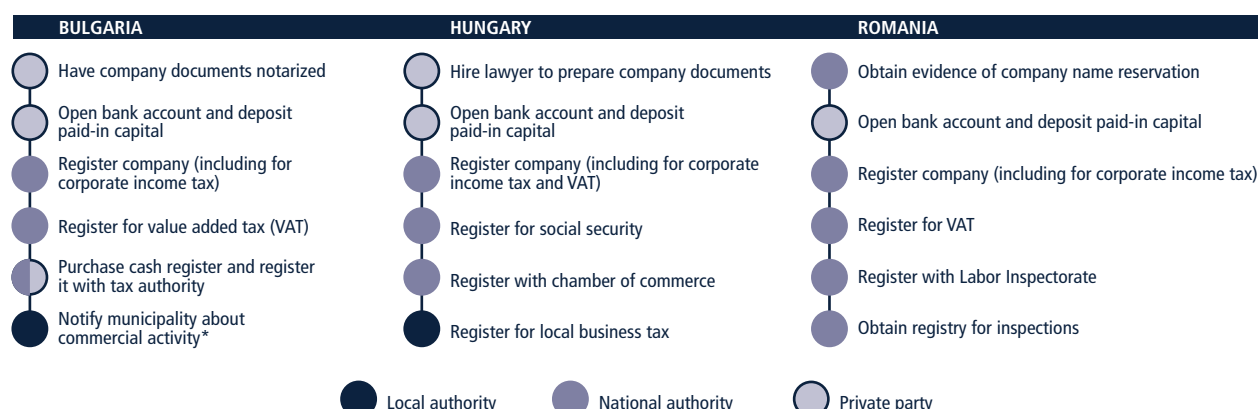 BULGARIA
Have company documents notarized
Open bank account and deposit
paid-in capital
Register company (including for
corporate income tax)
Register for value added tax (VAT)
Purchase cash register and register
it with tax authority
Notify municipality about
commercial activity*
HUNGARY
Hire lawyer to prepare company documents
Open bank account and deposit
paid-in capital
Register company (including for corporate
income tax and VAT)
Register for social security
Register with chamber of commerce
Register for local business tax
ROMANIA
Obtain evidence of company name reservation
Open bank account and deposit paid-in capital
Register company (including for corporate income tax)
Register for VAT
Register with Labor Inspectorate
Obtain registry for inspections
Local authority
National authority
Private party